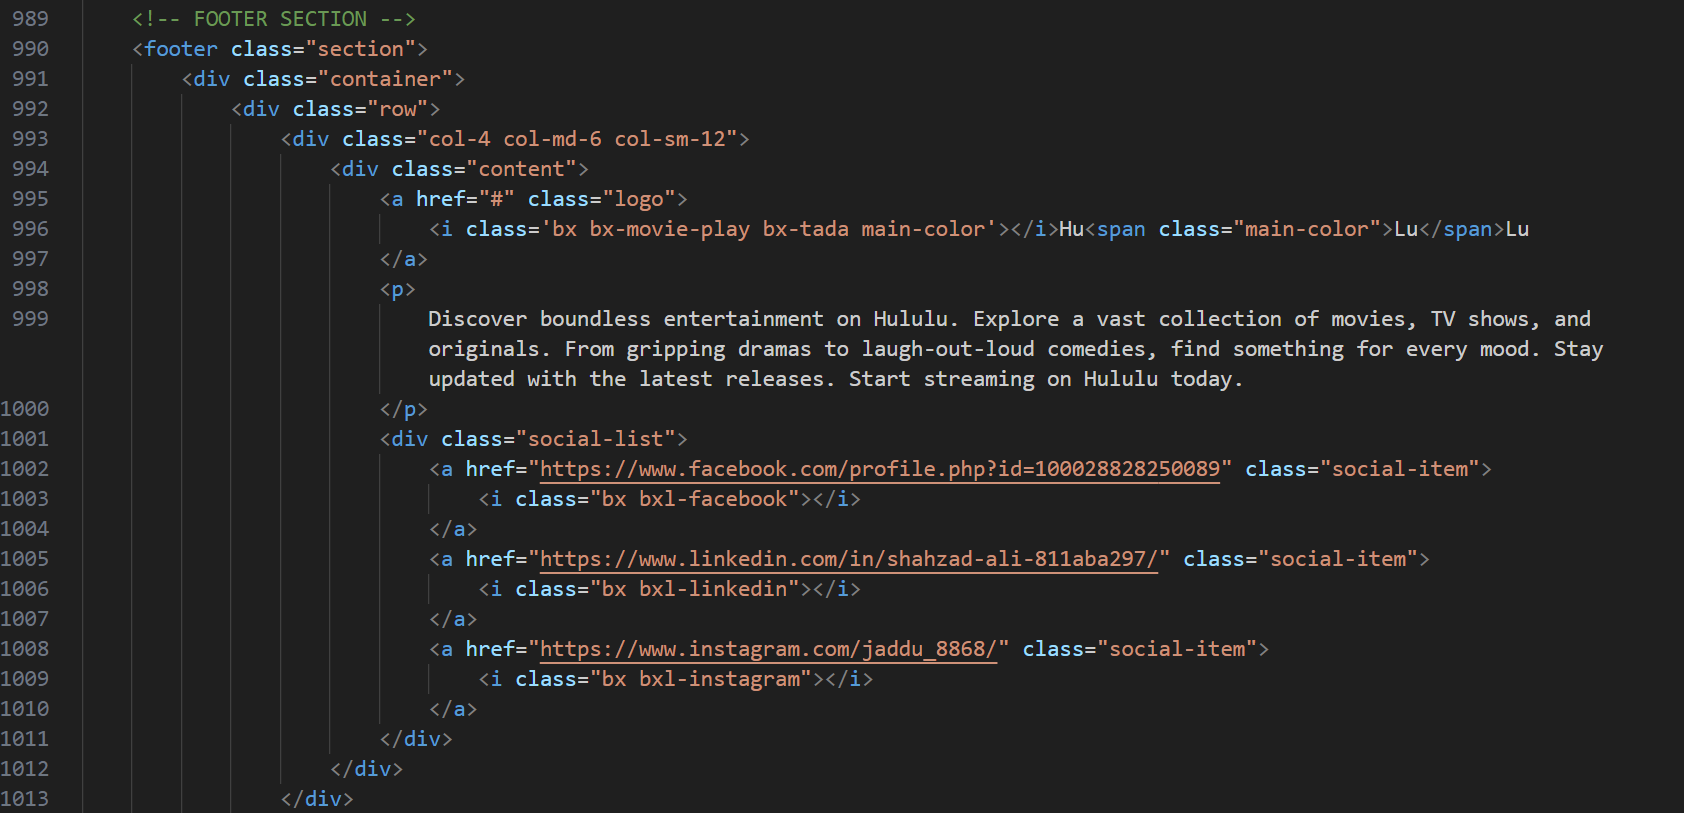 989 <!-- FOOTER SECTION -->
990 <footer class="section">
991 <div class="container">
992 <div class="row">
993 <div class="col-4 col-md-6 col-sm-12">
994 <div class="content">
995 <a href="#" class="logo">
996 <i class='bx bx-movie-play bx-tada main-color'></i>Hu<span class="main-color">Lu</span>Lu
997 </a>
998 <p>
999 Discover boundless entertainment on Hululu. Explore a vast collection of movies, TV shows, and
originals. From gripping dramas to laugh-out-loud comedies, find something for every mood. Stay
updated with the latest releases. Start streaming on Hululu today.
1000 </p>
1001 <div class="social-list">
1002 <a href="https://www.facebook.com/profile.php?id=100028828250089" class="social-item">
1003 <i class="bx bxl-facebook"></i>
1004 </a>
1005 <a href="https://www.linkedin.com/in/shahzad-ali-811aba297/" class="social-item">
1006 <i class="bx bxl-linkedin"></i>
1007 </a>
1008 <a href="https://www.instagram.com/jaddu_8868/" class="social-item">
1009 <i class="bx bxl-instagram"></i>
1010 </a>
1011 </div>
1012 </div>
1013 </div>